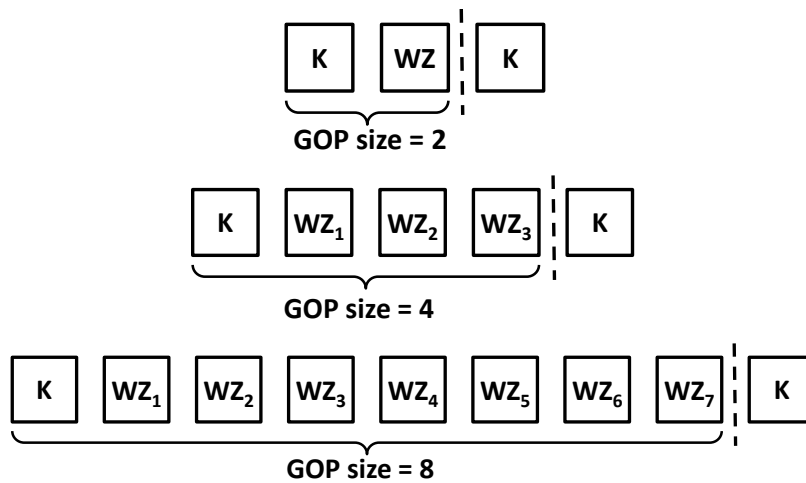 K WZ K
GOP size = 2
K WZ₁ WZ₂ WZ₃ K
GOP size = 4
K WZ₁ WZ₂ WZ₃ WZ₄ WZ₅ WZ₆ WZ₇ K
GOP size = 8